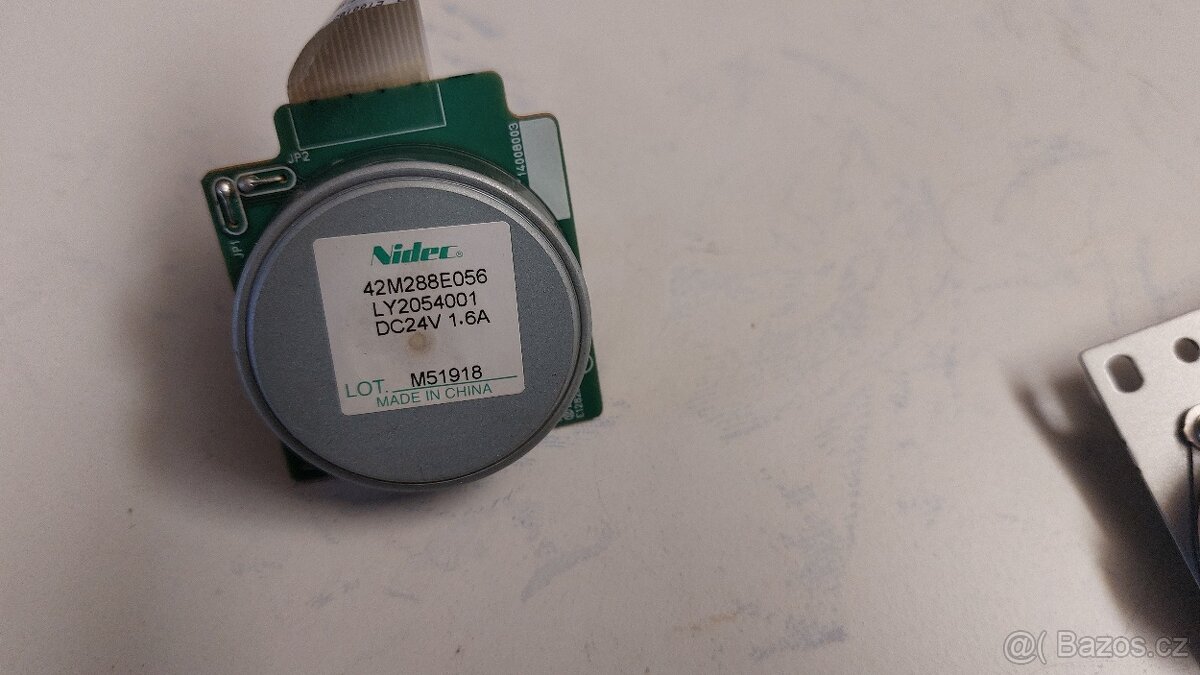 JP2
JP1
14008003
Nidec®
42M288E056
LY2054001
DC24V 1.6A
LOT. M51918
MADE IN CHINA
@( Bazos.cz